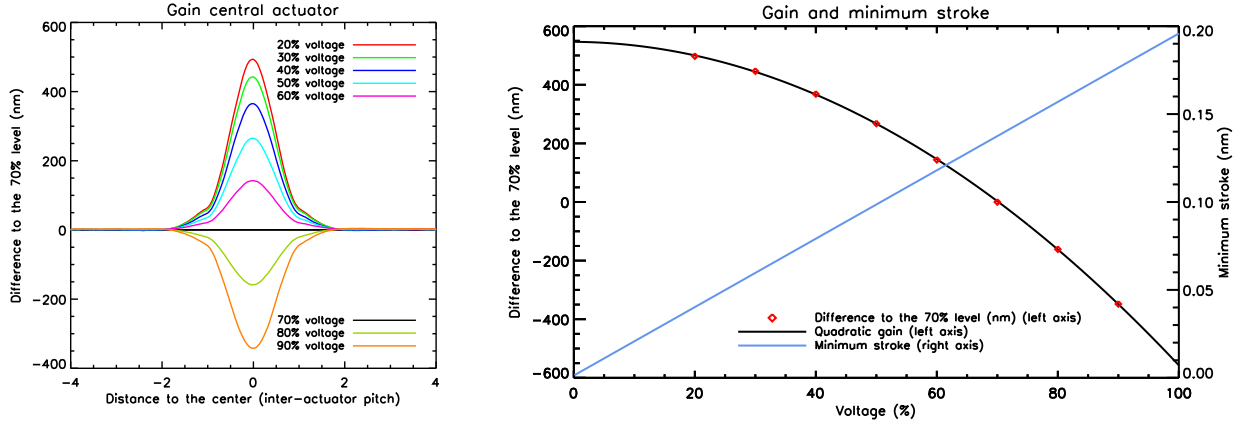 Gain central actuator
600
400
200
0
-200
-400
Difference to the 70% level (nm)
20% voltage
30% voltage
40% voltage
50% voltage
60% voltage
70% voltage
80% voltage
90% voltage
-4
-2
0
2
4
Distance to the center (inter-actuator pitch)
Gain and minimum stroke
600
400
200
0
-200
-400
-600
Difference to the 70% level (nm)
0.20
0.15
0.10
0.05
0.00
Minimum stroke (nm)
Difference to the 70% level (nm) (left axis)
Quadratic gain (left axis)
Minimum stroke (right axis)
0
20
40
60
80
100
Voltage (%)